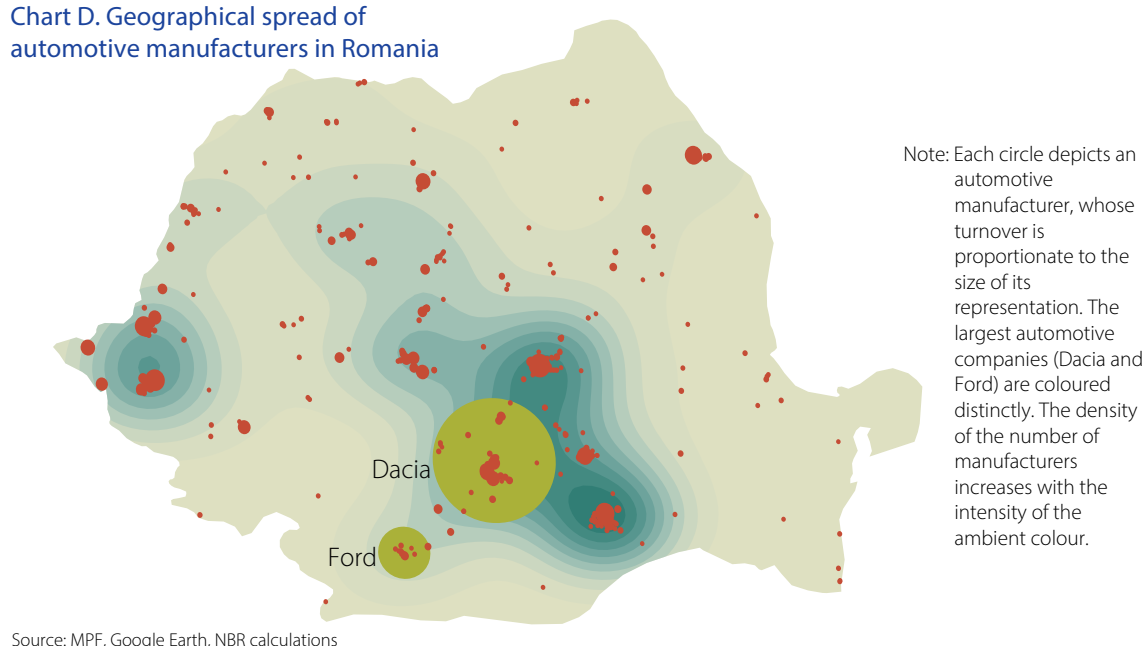 Chart D. Geographical spread of
automotive manufacturers in Romania
Note: Each circle depicts an
automotive
manufacturer, whose
turnover is
proportionate to the
size of its
representation. The
largest automotive
companies (Dacia and
Ford) are coloured
distinctly. The density
of the number of
manufacturers
increases with the
intensity of the
ambient colour.
Dacia
Ford
Source: MPF, Google Earth, NBR calculations